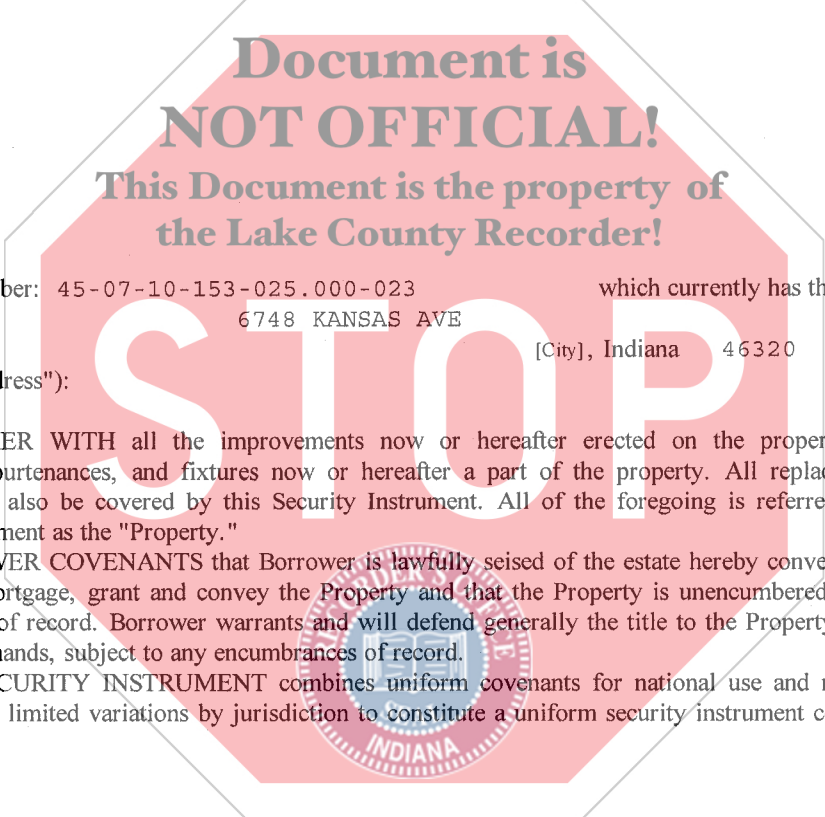 Document is
NOT OFFICIAL!
This Document is the property of
the Lake County Recorder!
ber: 45-07-10-153-025.000-023 which currently has th
6748 KANSAS AVE
[City], Indiana 46320
dress"):
STOP
ER WITH all the improvements now or hereafter erected on the proper
purtenances, and fixtures now or hereafter a part of the property. All replac
also be covered by this Security Instrument. All of the foregoing is referre
ment as the "Property."
VER COVENANTS that Borrower is lawfully seised of the estate hereby conve
ortgage, grant and convey the Property and that the Property is unencumbered
of record. Borrower warrants and will defend generally the title to the Property
ands, subject to any encumbrances of record.
CURITY INSTRUMENT combines uniform covenants for national use and n
limited variations by jurisdiction to constitute a uniform security instrument c
RECORDER'S OFFICE
INDIANA